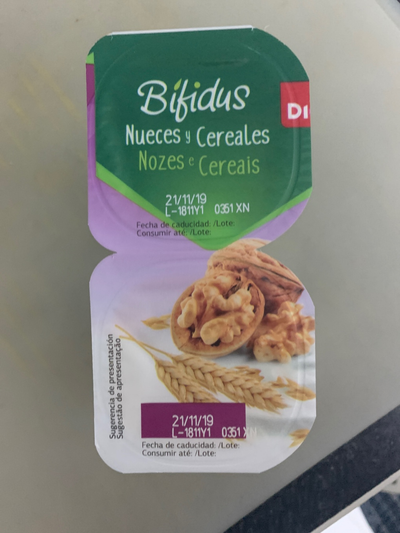 Bifidus
Nueces y Cereales
Nozes e Cereais
21/11/19
L-1811Y1 0351 XN
Fecha de caducidad: /Lote:
Consumir até: /Lote:
Sugerencia de presentación
Sugestão de apresentação
21/11/19
L-1811Y1 0351 XN
Fecha de caducidad: /Lote:
Consumir até: /Lote: